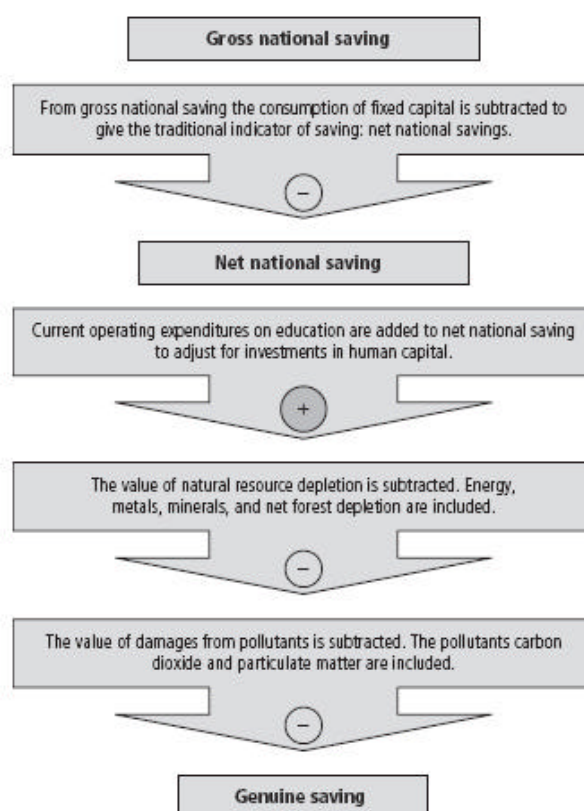 Gross national saving
From gross national saving the consumption of fixed capital is subtracted to
give the traditional indicator of saving: net national savings.
−
Net national saving
Current operating expenditures on education are added to net national saving
to adjust for investments in human capital.
+
The value of natural resource depletion is subtracted. Energy,
metals, minerals, and net forest depletion are included.
−
The value of damages from pollutants is subtracted. The pollutants carbon
dioxide and particulate matter are included.
−
Genuine saving